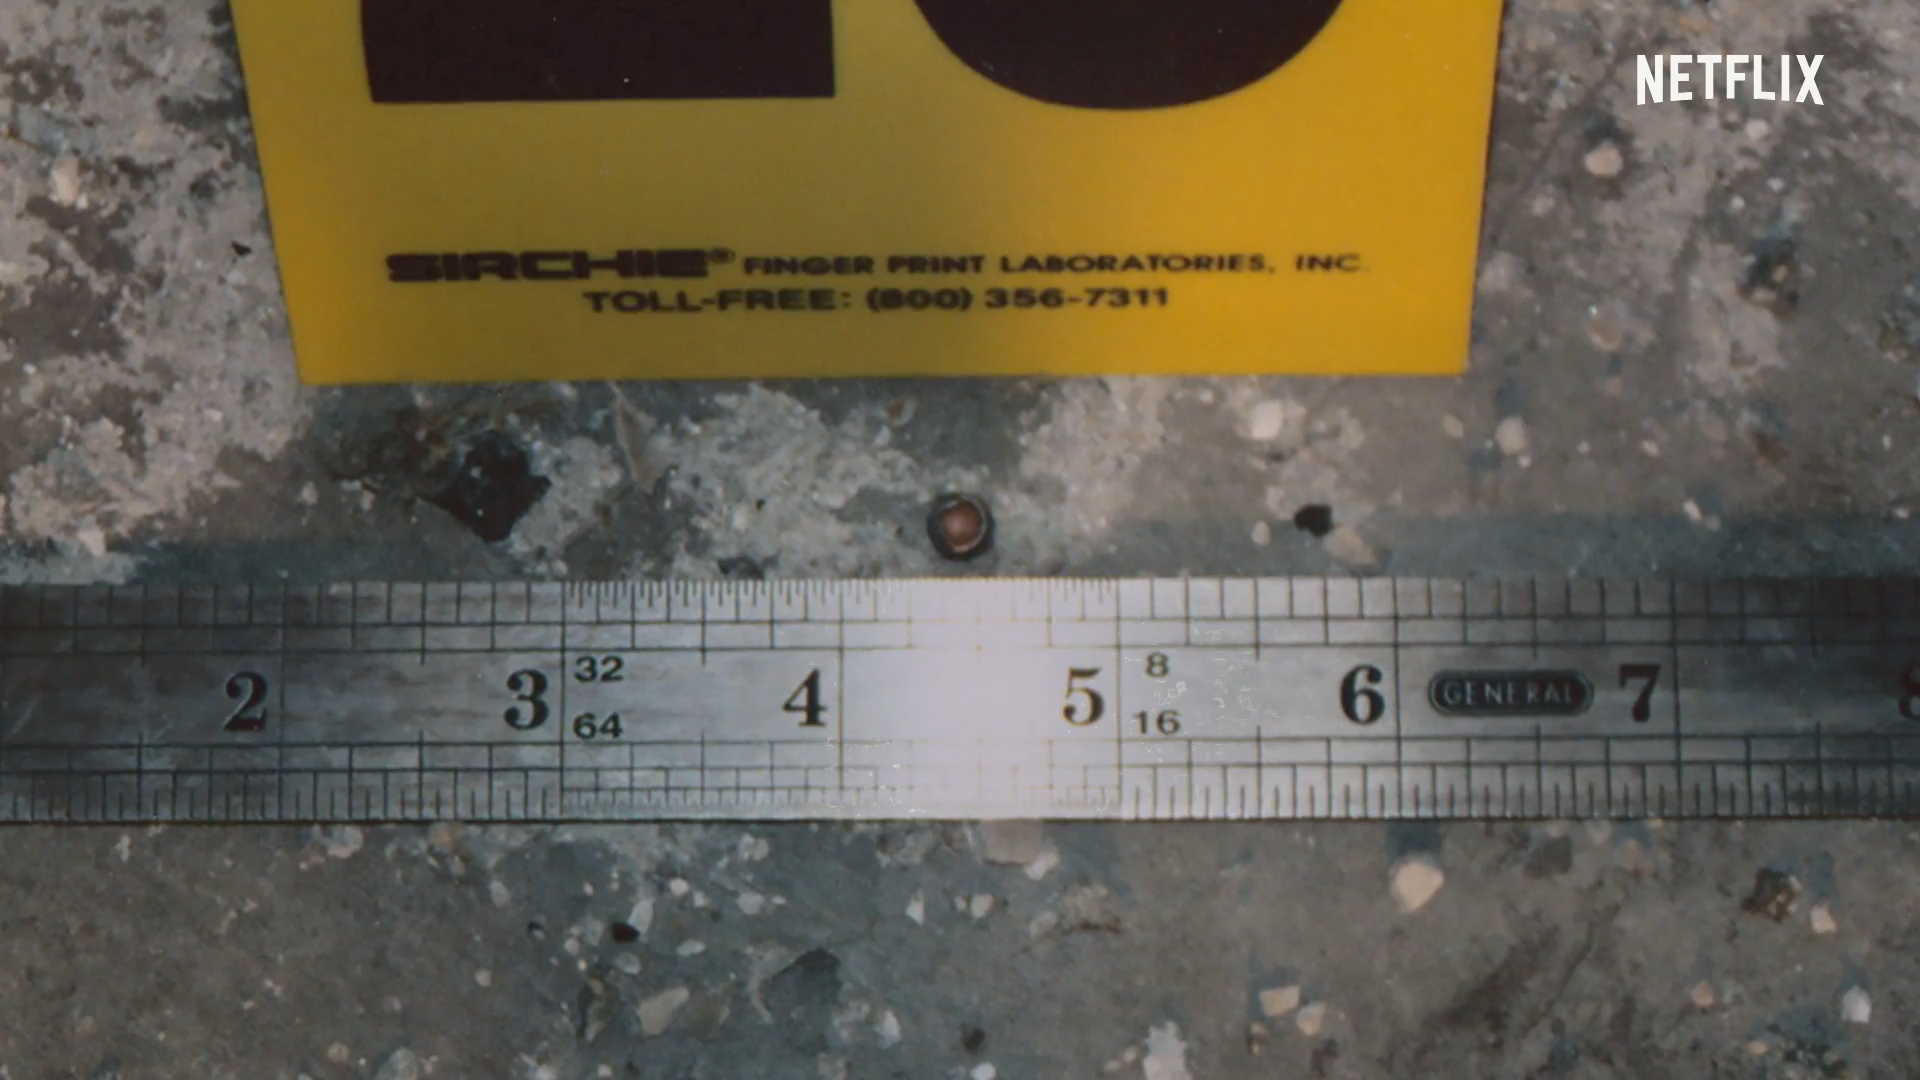 NETFLIX
SIRCHIE® FINGER PRINT LABORATORIES, INC.
TOLL-FREE: (800) 356-7311
2 3 32 4 5 8 6 GENERAL 7 8
64 16